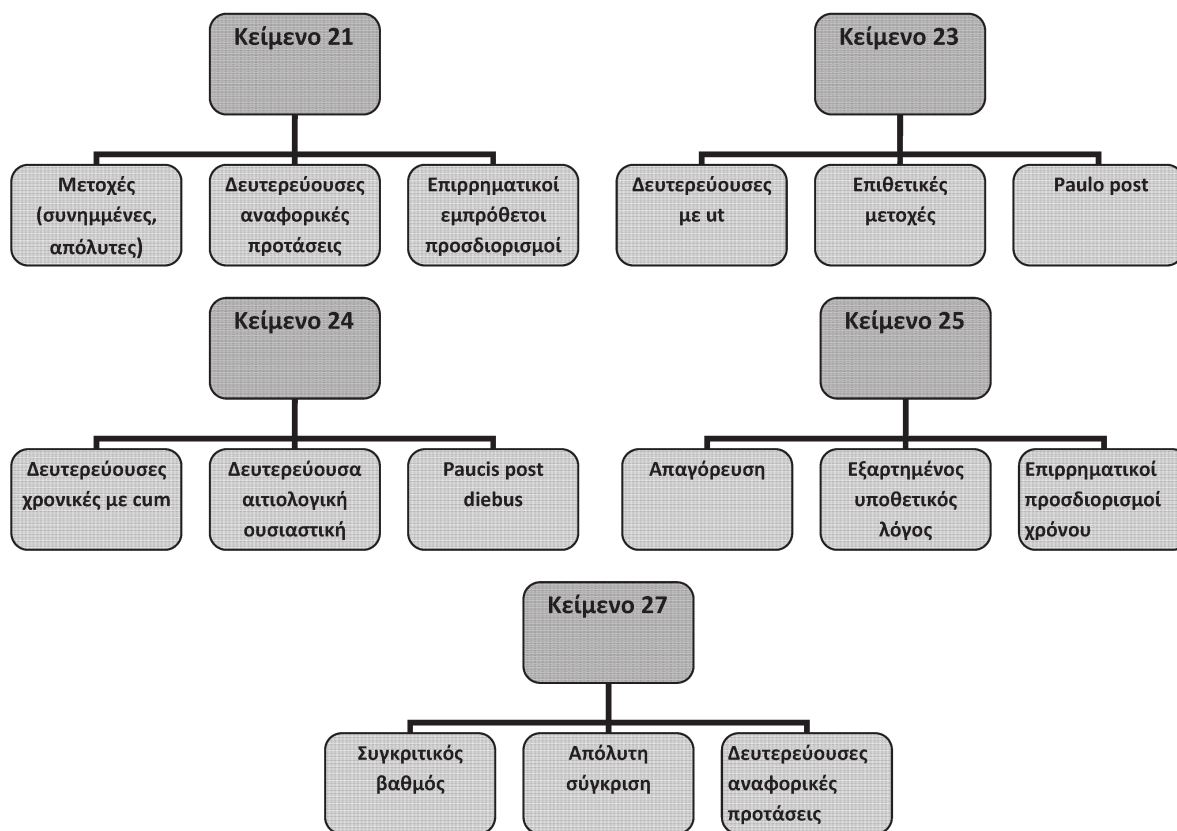 Κείμενο 21
Μετοχές
(συνημμένες,
απόλυτες)
Δευτερεύουσες
αναφορικές
προτάσεις
Επιρρηματικοί
εμπρόθετοι
προσδιορισμοί
Κείμενο 23
Δευτερεύουσες
με ut
Επιθετικές
μετοχές
Paulo post
Κείμενο 24
Δευτερεύουσες
χρονικές με cum
Δευτερεύουσα
αιτιολογική
ουσιαστική
Paucis post
diebus
Κείμενο 25
Απαγόρευση
Εξαρτημένος
υποθετικός
λόγος
Επιρρηματικοί
προσδιορισμοί
χρόνου
Κείμενο 27
Συγκριτικός
βαθμός
Απόλυτη
σύγκριση
Δευτερεύουσες
αναφορικές
προτάσεις